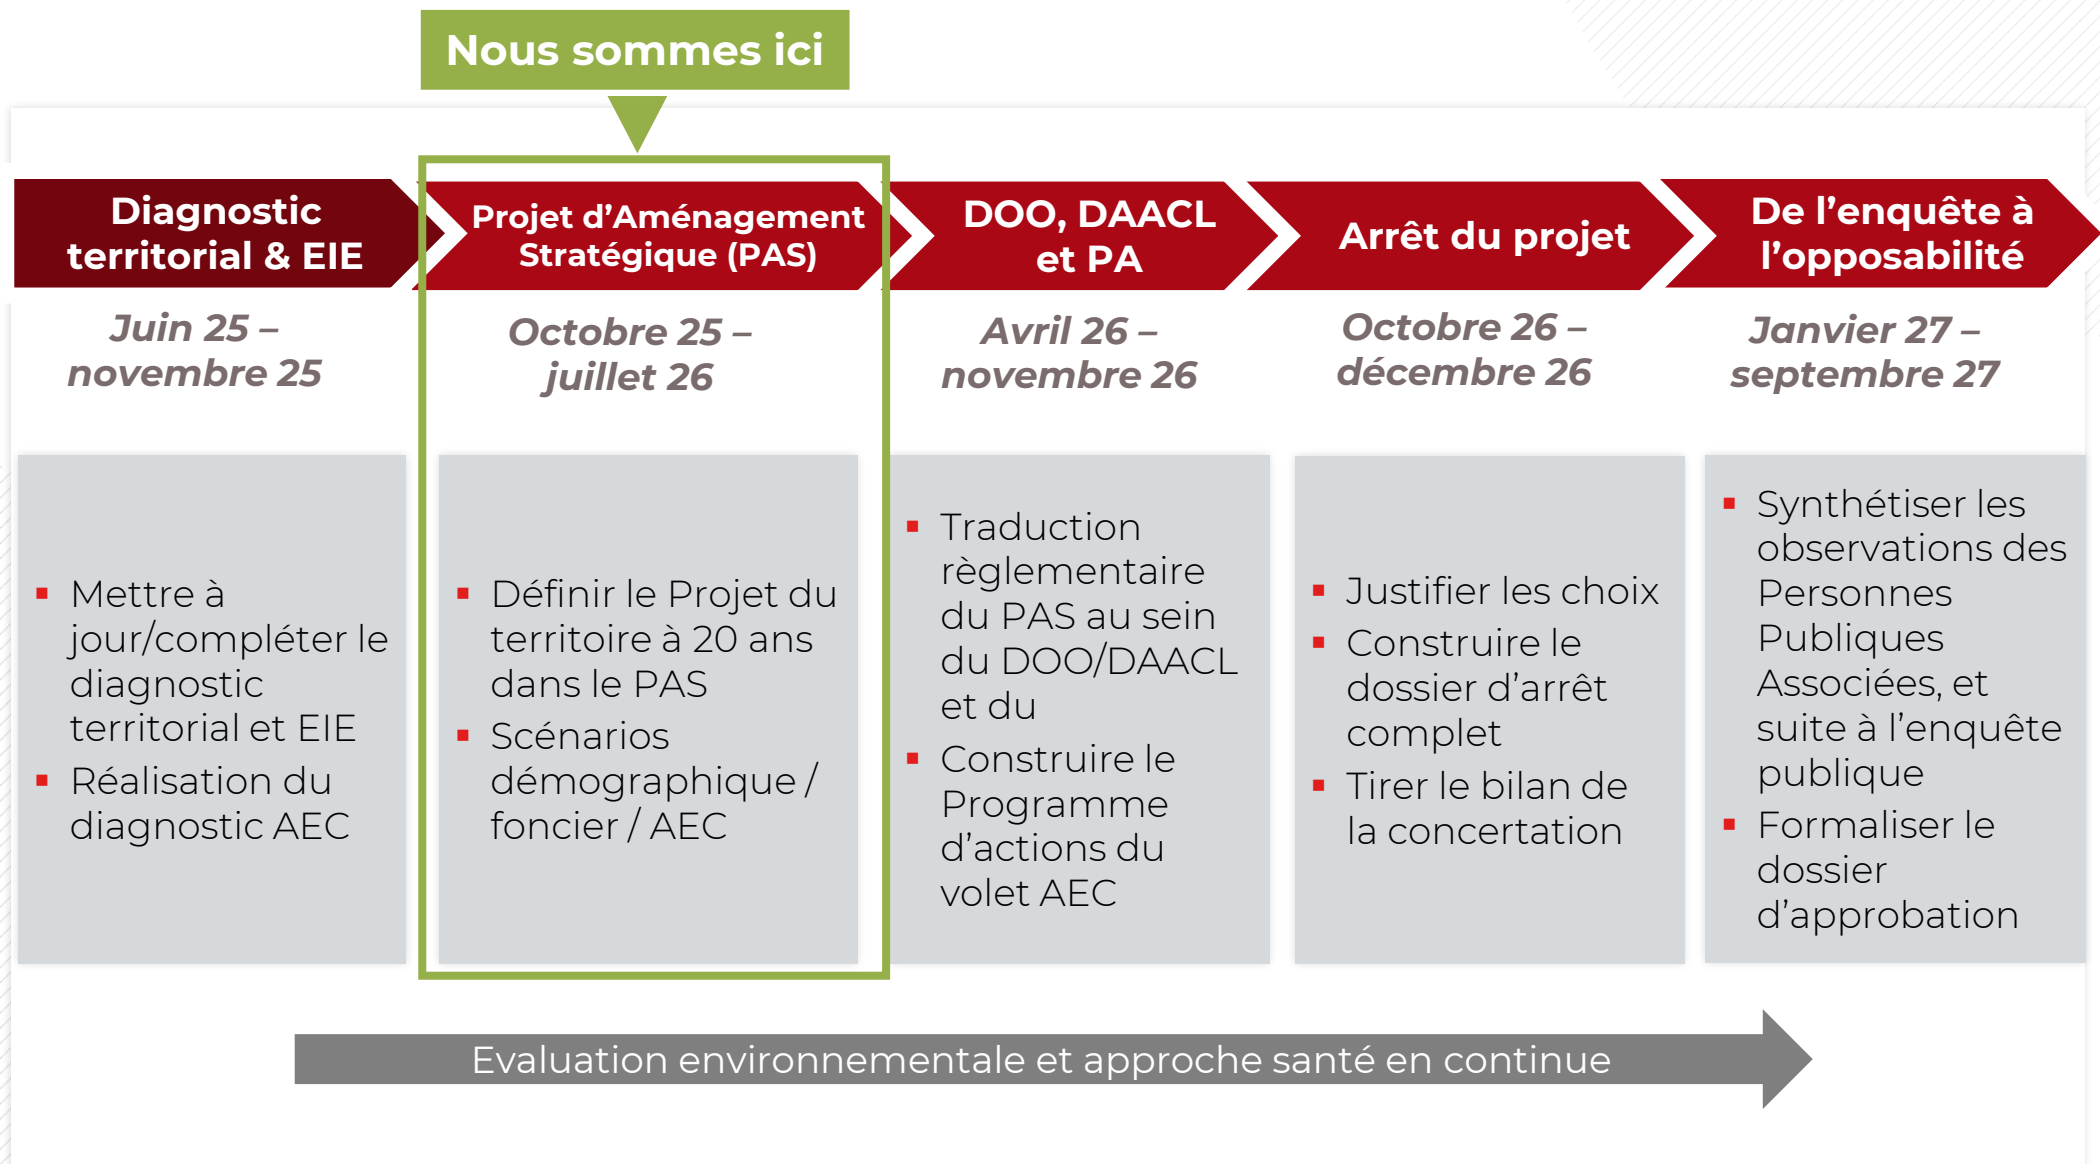 Nous sommes ici
Diagnostic
territorial & EIE
Juin 25 –
novembre 25
▪ Mettre à
jour/compléter le
diagnostic
territorial et EIE
▪ Réalisation du
diagnostic AEC
Projet d’Aménagement
Stratégique (PAS)
Octobre 25 –
juillet 26
▪ Définir le Projet du
territoire à 20 ans
dans le PAS
▪ Scénarios
démographique /
foncier / AEC
DOO, DAACL
et PA
Avril 26 –
novembre 26
▪ Traduction
règlementaire
du PAS au sein
du DOO/DAACL
et du
▪ Construire le
Programme
d’actions du
volet AEC
Arrêt du projet
Octobre 26 –
décembre 26
▪ Justifier les choix
▪ Construire le
dossier d’arrêt
complet
▪ Tirer le bilan de
la concertation
De l’enquête à
l’opposabilité
Janvier 27 –
septembre 27
▪ Synthétiser les
observations des
Personnes
Publiques
Associées, et
suite à l’enquête
publique
▪ Formaliser le
dossier
d’approbation
Evaluation environnementale et approche santé en continue